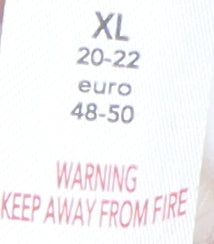 XL
20-22
euro
48-50
WARNING
KEEP AWAY FROM FIRE